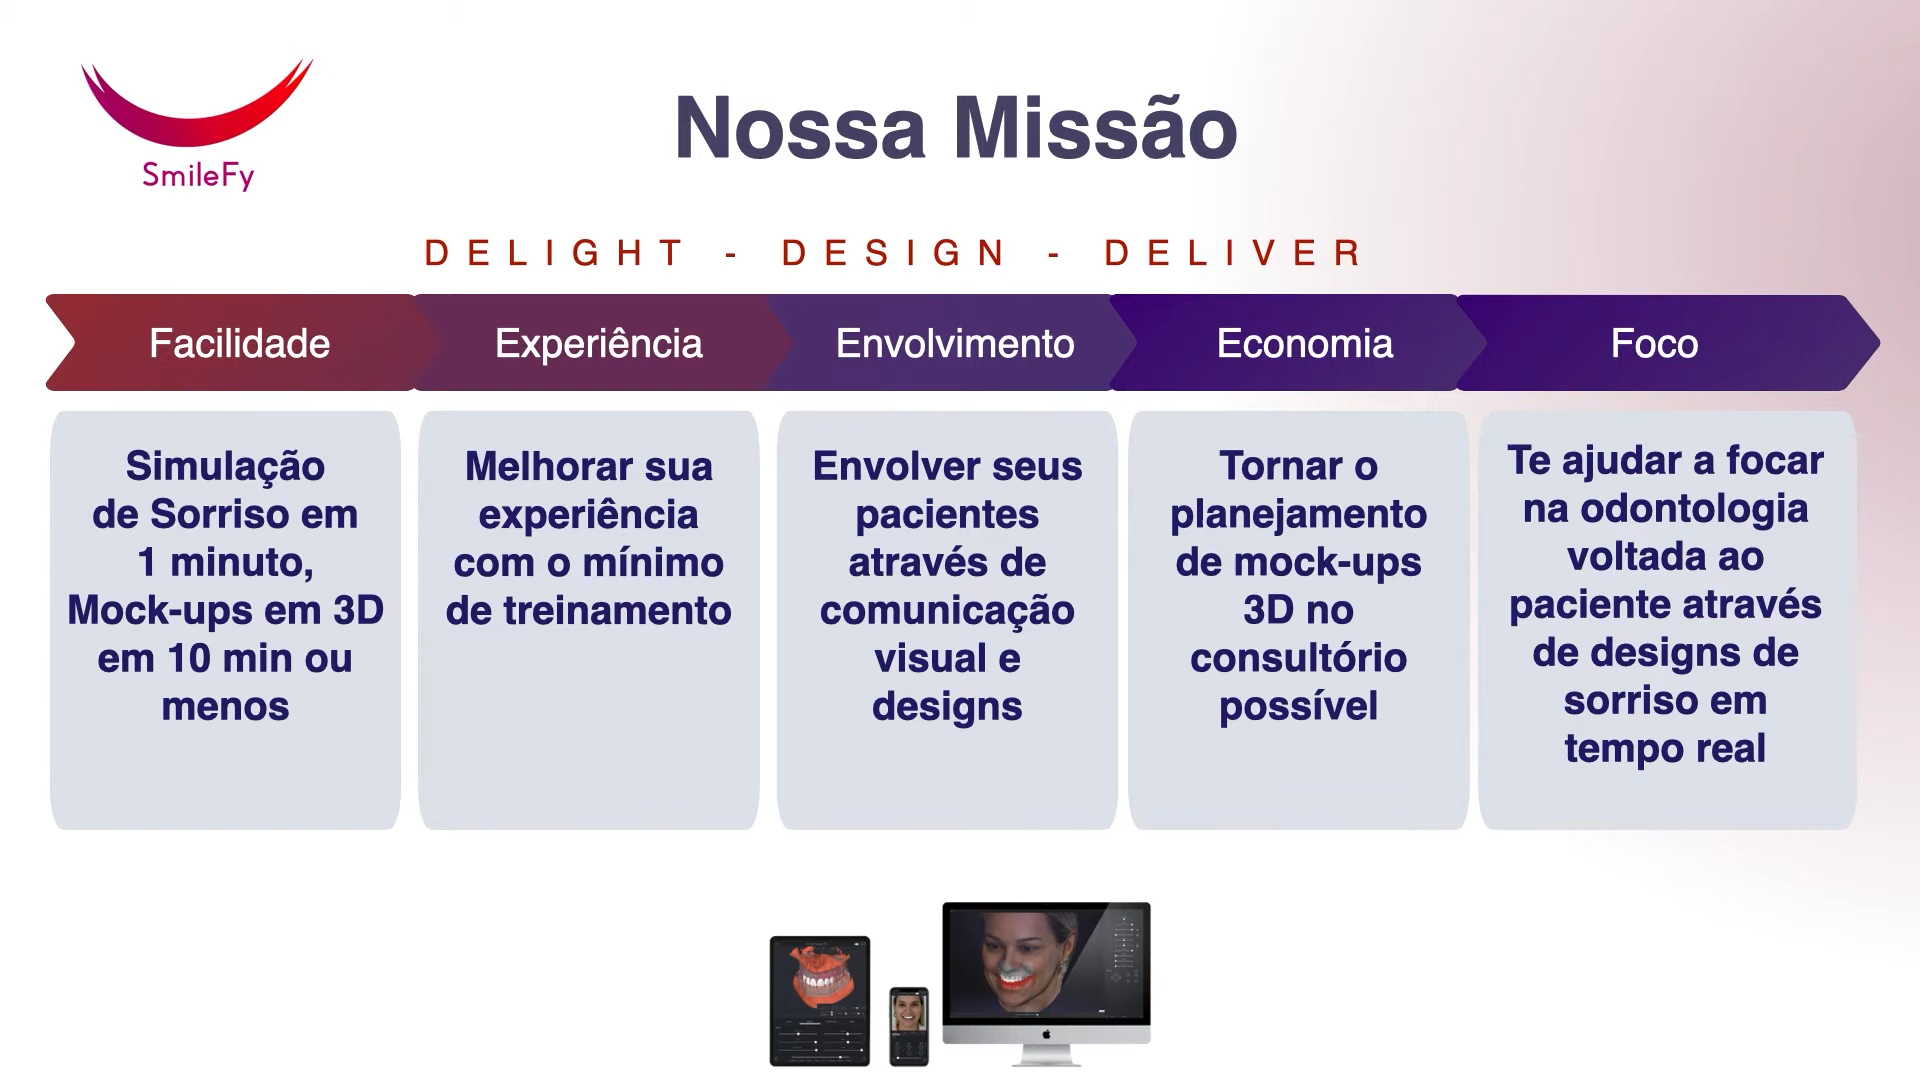 SmileFy
Nossa Missão
DELIGHT - DESIGN - DELIVER
Facilidade
Experiência
Envolvimento
Economia
Foco
Simulação
de Sorriso em
1 minuto,
Mock-ups em 3D
em 10 min ou
menos
Melhorar sua
experiência
com o mínimo
de treinamento
Envolver seus
pacientes
através de
comunicação
visual e
designs
Tornar o
planejamento
de mock-ups
3D no
consultório
possível
Te ajudar a focar
na odontologia
voltada ao
paciente através
de designs de
sorriso em
tempo real